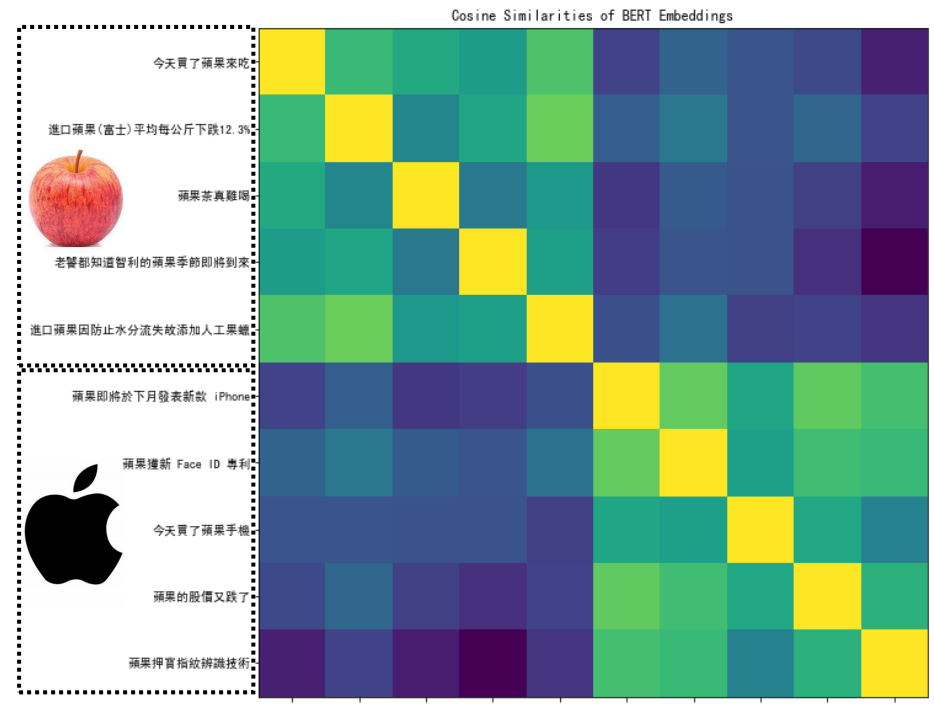 Cosine Similarities of BERT Embeddings
今天買了蘋果來吃
進口蘋果(富士)平均每公斤下跌12.3%
蘋果茶真難喝
老饕都知道智利的蘋果季節即將到來
進口蘋果因防止水分流失故添加人工果蠟
蘋果即將於下月發表新款 iPhone
蘋果獲新 Face ID 專利
今天買了蘋果手機
蘋果的股價又跌了
蘋果押寶指紋辨識技術